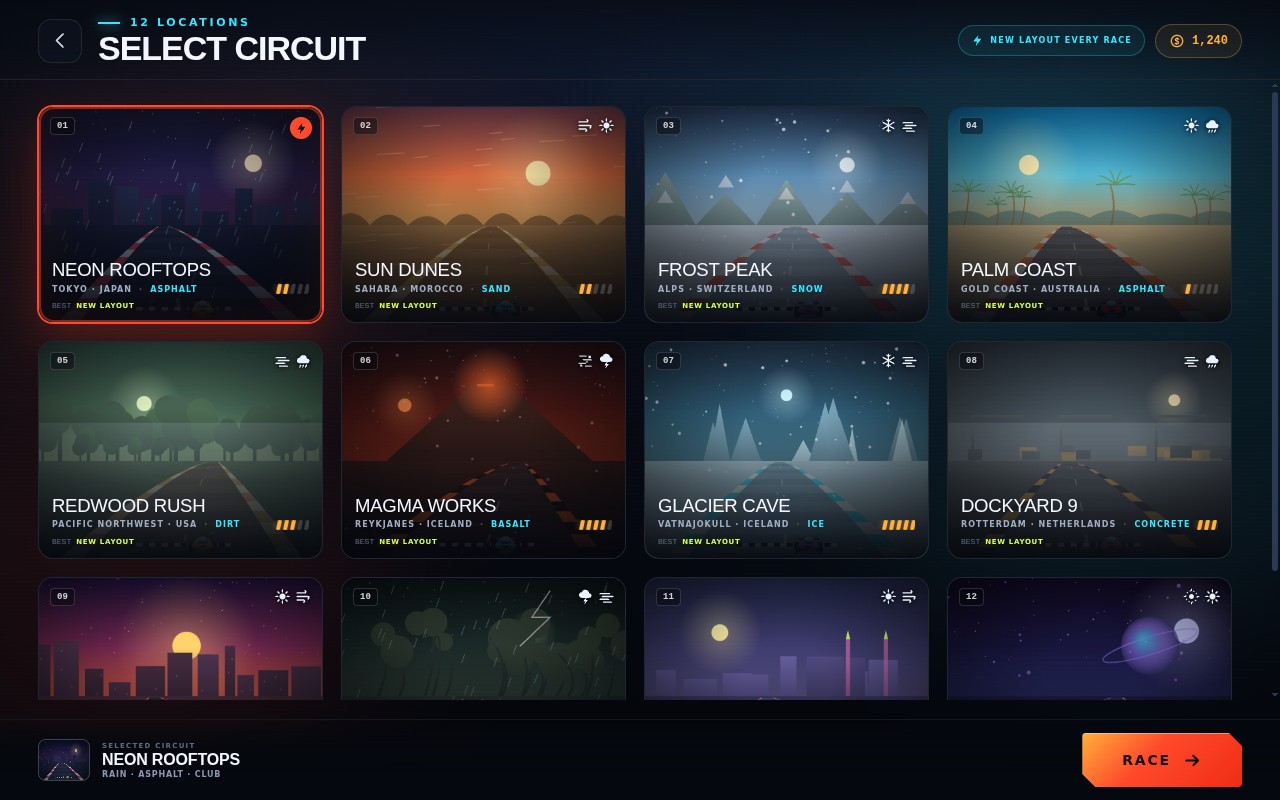 12 LOCATIONS
SELECT CIRCUIT
NEW LAYOUT EVERY RACE
1,240
01
NEON ROOFTOPS
TOKYO · JAPAN · ASPHALT
BEST NEW LAYOUT
02
SUN DUNES
SAHARA · MOROCCO · SAND
BEST NEW LAYOUT
03
FROST PEAK
ALPS · SWITZERLAND · SNOW
BEST NEW LAYOUT
04
PALM COAST
GOLD COAST · AUSTRALIA · ASPHALT
BEST NEW LAYOUT
05
REDWOOD RUSH
PACIFIC NORTHWEST · USA · DIRT
BEST NEW LAYOUT
06
MAGMA WORKS
REYKJANES · ICELAND · BASALT
BEST NEW LAYOUT
07
GLACIER CAVE
VATNAJOKULL · ICELAND · ICE
BEST NEW LAYOUT
08
DOCKYARD 9
ROTTERDAM · NETHERLANDS · CONCRETE
BEST NEW LAYOUT
09
10
11
12
SELECTED CIRCUIT
NEON ROOFTOPS
RAIN · ASPHALT · CLUB
RACE